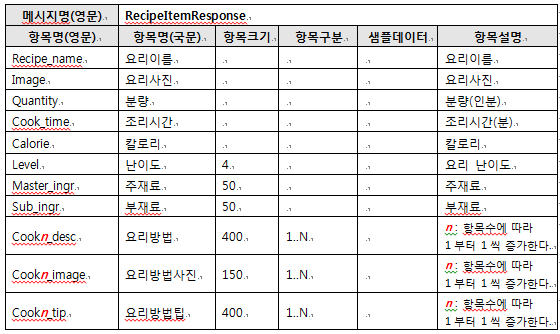 메시지명(영문) RecipeItemResponse
항목명(영문) 항목명(국문) 항목크기 항목구분 샘플데이터 항목설명
Recipe_name 요리이름 요리이름
Image 요리사진 요리사진
Quantity 분량 분량(인분)
Cook_time 조리시간 조리시간(분)
Calorie 칼로리 칼로리
Level 난이도 4 요리 난이도
Master_ingr 주재료 50 주재료
Sub_ingr 부재료 50 부재료
Cookn_desc 요리방법 400 1..N n: 항목수에 따라
1부터 1씩 증가한다.
Cookn_image 요리방법사진 150 1..N n: 항목수에 따라
1부터 1씩 증가한다.
Cookn_tip 요리방법팁 400 1..N n: 항목수에 따라
1부터 1씩 증가한다.